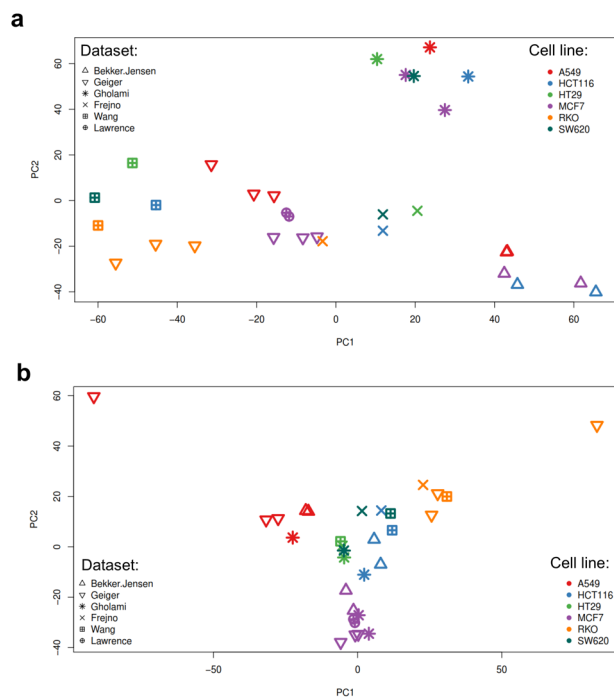 a
Dataset:
Bekker.Jensen
Geiger
Gholami
Frejno
Wang
Lawrence
Cell line:
A549
HCT116
HT29
MCF7
RKO
SW620
PC2
60
40
20
0
−20
−40
−60 −40 −20 0 20 40 60
PC1
b
PC2
60
40
20
0
−20
−40
Dataset:
Bekker.Jensen
Geiger
Gholami
Frejno
Wang
Lawrence
Cell line:
A549
HCT116
HT29
MCF7
RKO
SW620
−50 0 50
PC1